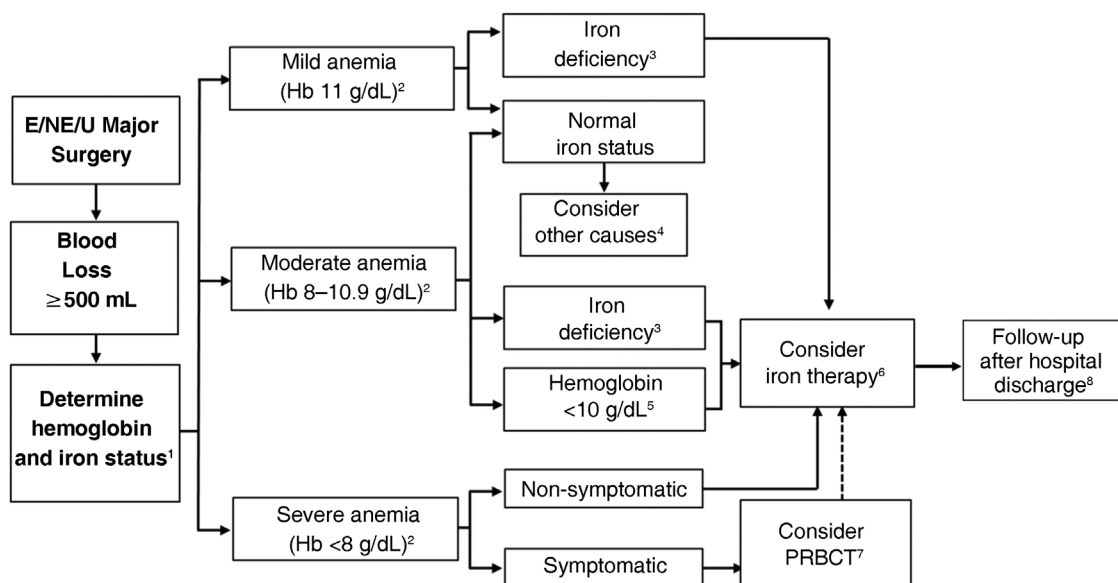 E/NE/U Major
Surgery
Blood
Loss
≥500 mL
Determine
hemoglobin
and iron status¹
Mild anemia
(Hb 11 g/dL)²
Moderate anemia
(Hb 8–10.9 g/dL)²
Severe anemia
(Hb <8 g/dL)²
Iron
deficiency³
Normal
iron status
Consider
other causes⁴
Iron
deficiency³
Hemoglobin
<10 g/dL⁵
Non-symptomatic
Symptomatic
Consider
iron therapy⁶
Consider
PRBCT⁷
Follow-up
after hospital
discharge⁸